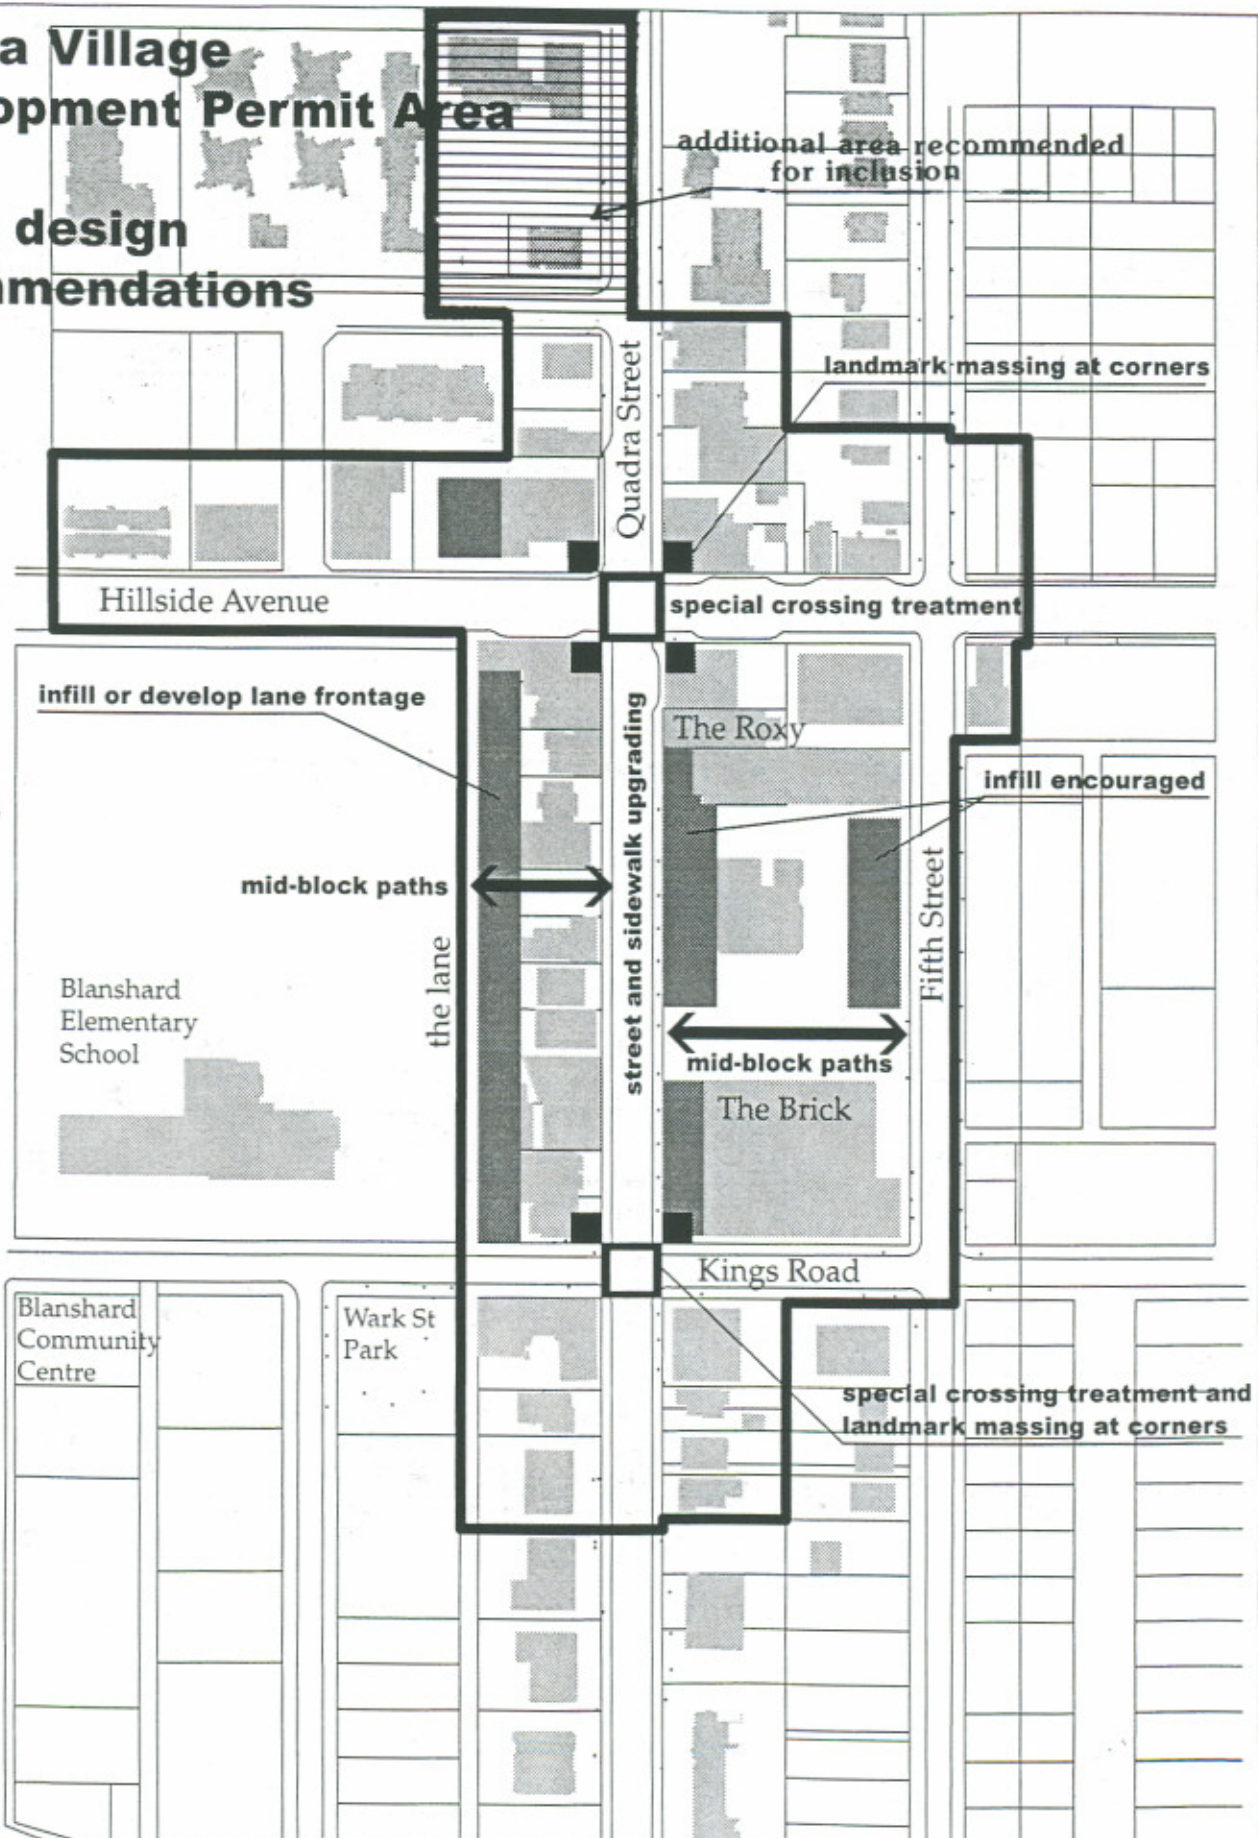 a Village
opment Permit Area
design
mmendations
additional area recommended
for inclusion
landmark massing at corners
Quadra Street
Hillside Avenue
special crossing treatment
infill or develop lane frontage
The Roxy
street and sidewalk upgrading
infill encouraged
mid-block paths
the lane
Fifth Street
Blanshard
Elementary
School
mid-block paths
The Brick
Kings Road
Blanshard
Community
Centre
Wark St
Park
special crossing treatment and
landmark massing at corners